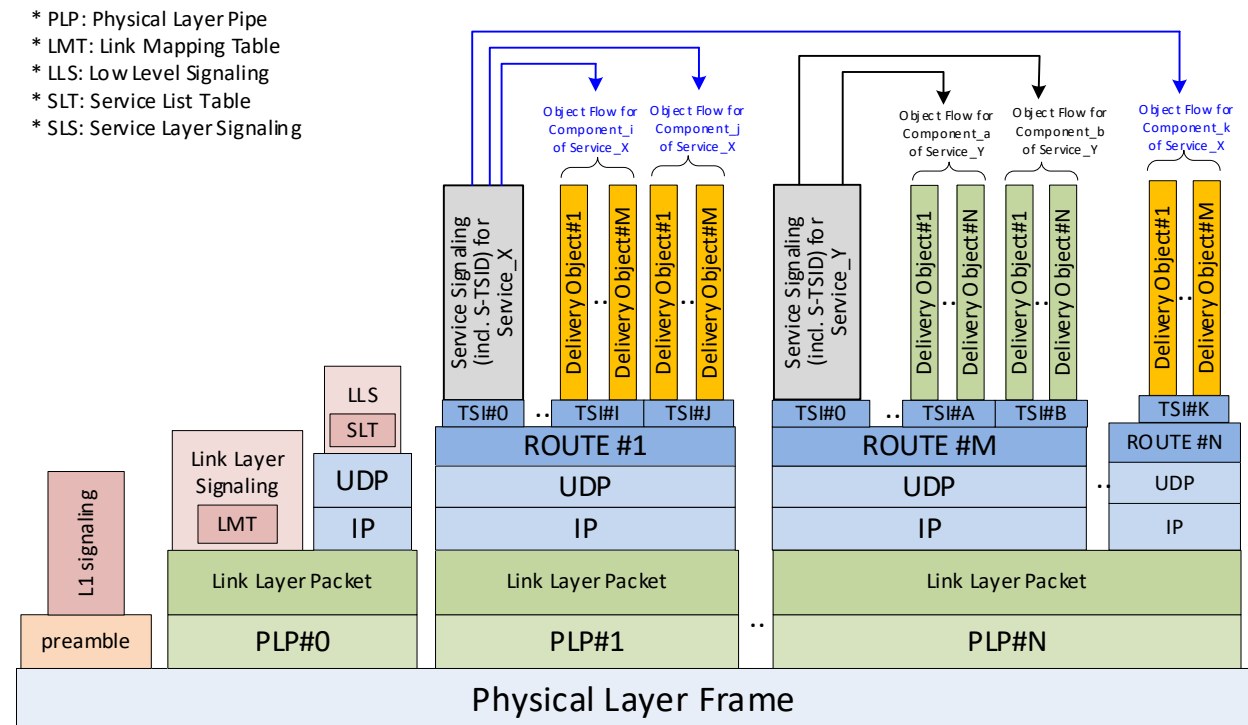 * PLP: Physical Layer Pipe
* LMT: Link Mapping Table
* LLS: Low Level Signaling
* SLT: Service List Table
* SLS: Service Layer Signaling
Object Flow for
Component_i
of Service_X
Object Flow for
Component_j
of Service_X
Object Flow for
Component_a
of Service_Y
Object Flow for
Component_b
of Service_Y
Object Flow for
Component_k
of Service_X
Service Signaling
(incl. S-TSID) for
Service_X
Delivery Object#1
..
Delivery Object#M
Delivery Object#1
..
Delivery Object#M
Service Signaling
(incl. S-TSID) for
Service_Y
Delivery Object#1
..
Delivery Object#N
Delivery Object#1
..
Delivery Object#N
Delivery Object#1
..
Delivery Object#M
LLS
SLT
TSI#0
..
TSI#I
TSI#J
TSI#0
..
TSI#A
TSI#B
TSI#K
ROUTE #1
ROUTE #M
ROUTE #N
Link Layer
Signaling
LMT
UDP
UDP
UDP
..
UDP
IP
IP
IP
IP
L1 signaling
Link Layer Packet
Link Layer Packet
Link Layer Packet
preamble
PLP#0
PLP#1
..
PLP#N
Physical Layer Frame